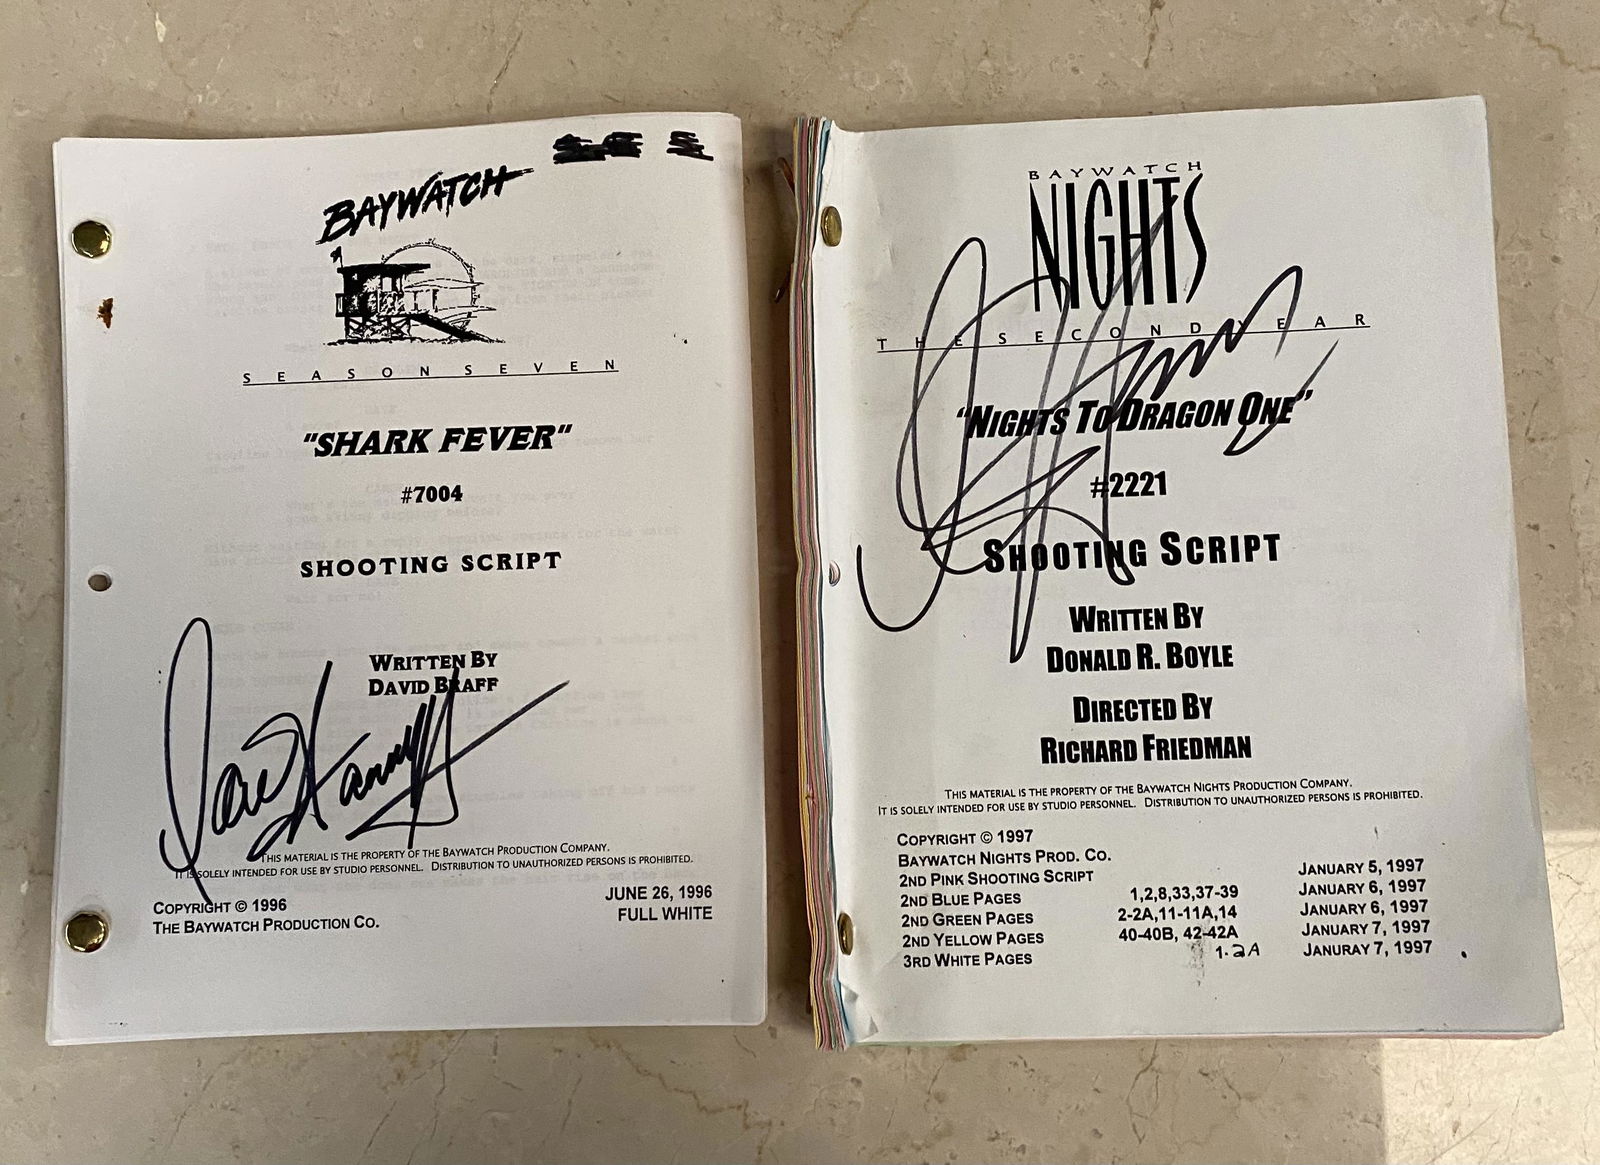 BAYWATCH
SEASON SEVEN
"SHARK FEVER"
#7004
SHOOTING SCRIPT
WRITTEN BY
DAVID BRAFF
THIS MATERIAL IS THE PROPERTY OF THE BAYWATCH PRODUCTION COMPANY.
IT IS SOLELY INTENDED FOR USE BY STUDIO PERSONNEL. DISTRIBUTION TO UNAUTHORIZED PERSONS IS PROHIBITED.
COPYRIGHT © 1996
THE BAYWATCH PRODUCTION CO.
JUNE 26, 1996
FULL WHITE
BAYWATCH
NIGHTS
THE SECOND YEAR
"NIGHTS TO DRAGON ONE"
#2221
SHOOTING SCRIPT
WRITTEN BY
DONALD R. BOYLE
DIRECTED BY
RICHARD FRIEDMAN
THIS MATERIAL IS THE PROPERTY OF THE BAYWATCH NIGHTS PRODUCTION COMPANY.
IT IS SOLELY INTENDED FOR USE BY STUDIO PERSONNEL. DISTRIBUTION TO UNAUTHORIZED PERSONS IS PROHIBITED.
COPYRIGHT © 1997
BAYWATCH NIGHTS PROD. CO.
2ND PINK SHOOTING SCRIPT JANUARY 5, 1997
2ND BLUE PAGES 1,2,8,33,37-39 JANUARY 6, 1997
2ND GREEN PAGES 2-2A,11-11A,14 JANUARY 6, 1997
2ND YELLOW PAGES 40-40B, 42-42A JANUARY 7, 1997
3RD WHITE PAGES 1-2A JANURAY 7, 1997